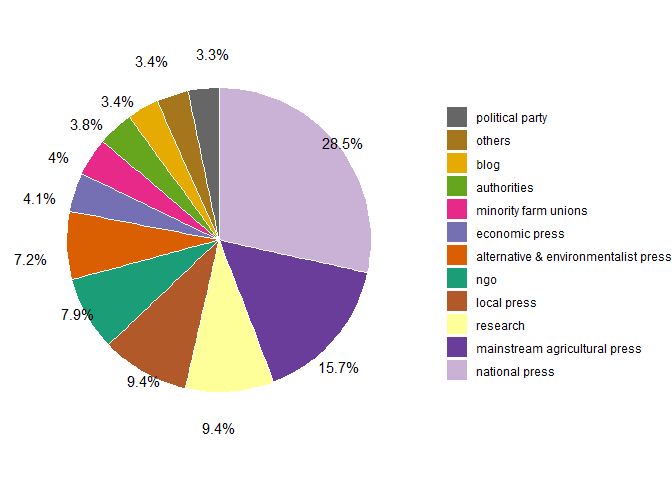 3.3%
3.4%
3.4%
3.8%
4%
4.1%
7.2%
7.9%
9.4%
9.4%
15.7%
28.5%
political party
others
blog
authorities
minority farm unions
economic press
alternative & environmentalist press
ngo
local press
research
mainstream agricultural press
national press